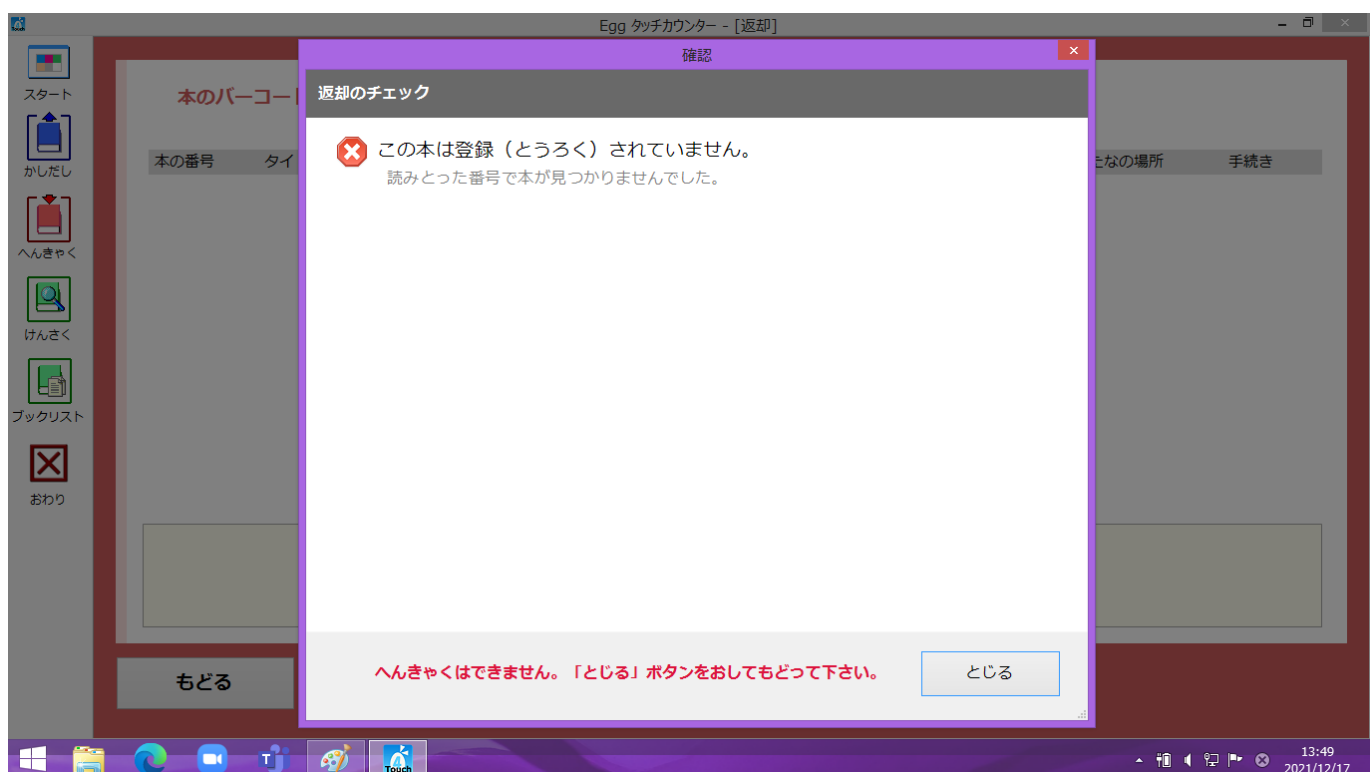 Egg タッチカウンター - [返却]
確認
スタート
かしだし
へんきゃく
けんさく
ブックリスト
おわり
本のバーコード
本の番号 タイ
たなの場所 手続き
返却のチェック
この本は登録（とうろく）されていません。
読みとった番号で本が見つかりませんでした。
へんきゃくはできません。「とじる」ボタンをおしてもどって下さい。
とじる
もどる
Touch
13:49
2021/12/17